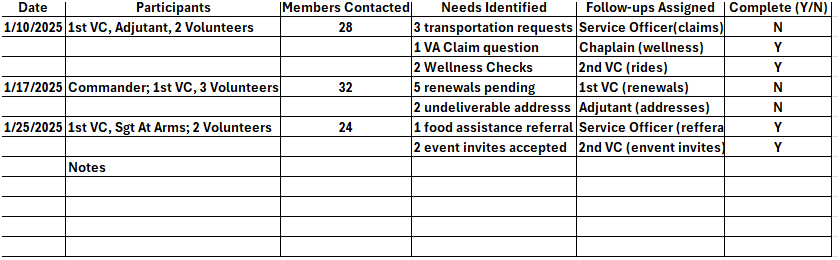 Date Participants Members Contacted Needs Identified Follow-ups Assigned Complete (Y/N)
1/10/2025 1st VC, Adjutant, 2 Volunteers 28 3 transportation requests Service Officer(claims) N
1 VA Claim question Chaplain (wellness) Y
2 Wellness Checks 2nd VC (rides) Y
1/17/2025 Commander; 1st VC, 3 Volunteers 32 5 renewals pending 1st VC (renewals) N
2 undeliverable addresss Adjutant (addresses) N
1/25/2025 1st VC, Sgt At Arms; 2 Volunteers 24 1 food assistance referral Service Officer (reffera Y
2 event invites accepted 2nd VC (envent invites) Y
Notes